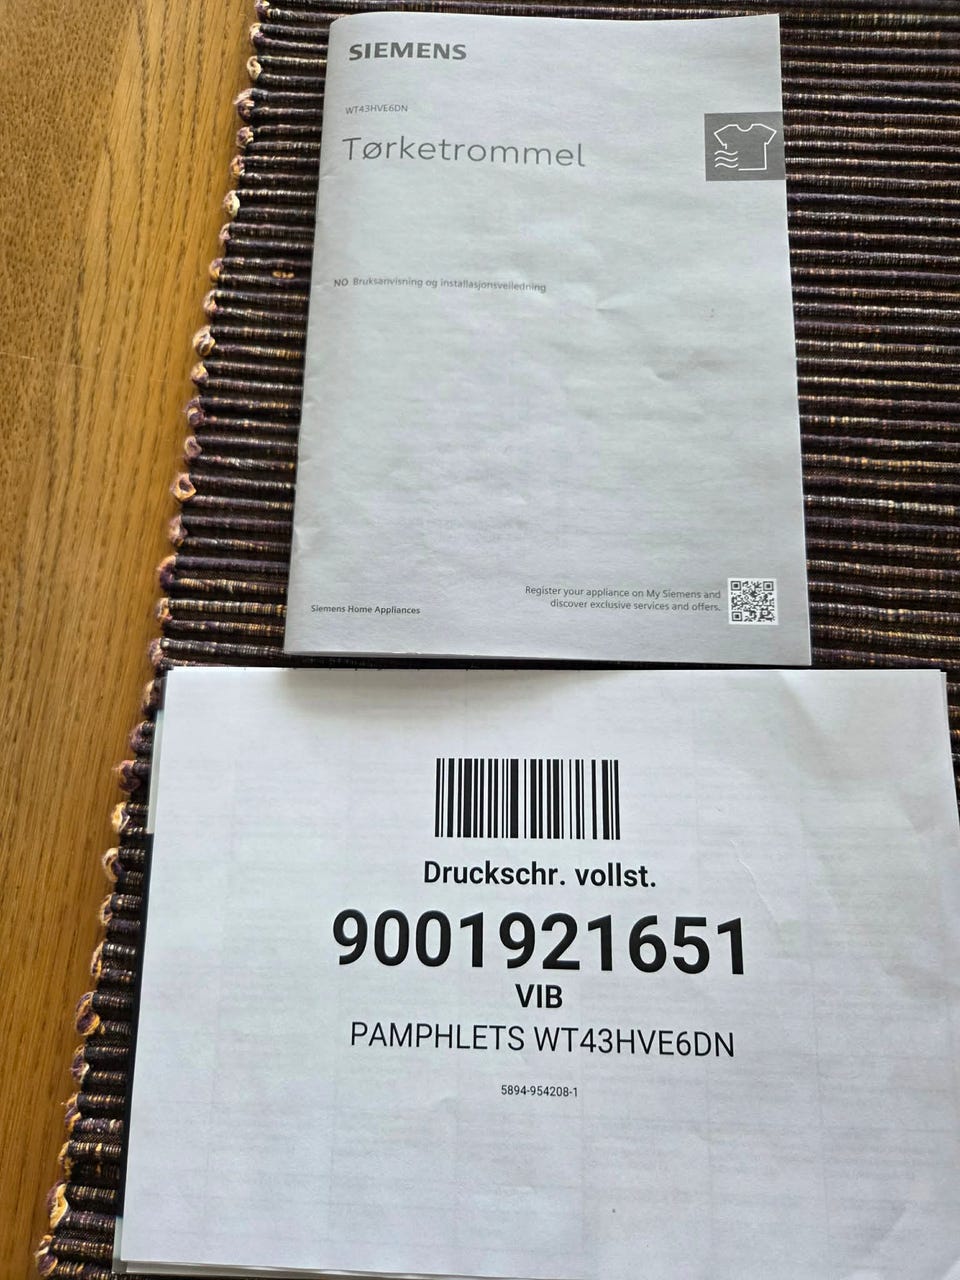 SIEMENS
WT43HVE6DN
Tørketrommel
NO Bruksanvisning og installasjonsveiledning
Register your appliance on My Siemens and
discover exclusive services and offers.
Siemens Home Appliances
Druckschr. vollst.
9001921651
VIB
PAMPHLETS WT43HVE6DN
5894-954208-1